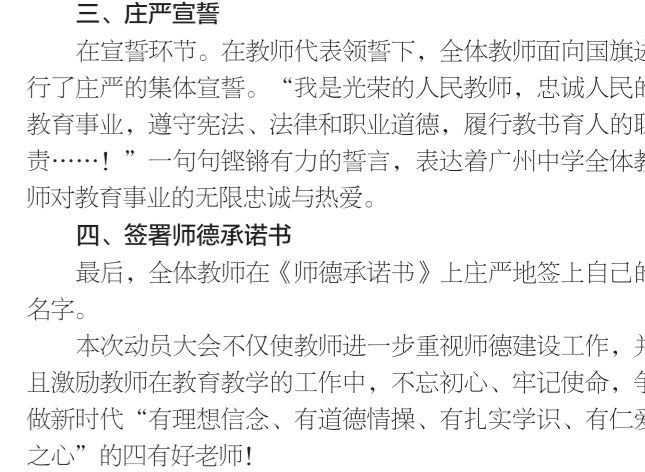 三、庄严宣誓
在宣誓环节。在教师代表领誓下，全体教师面向国旗进
行了庄严的集体宣誓。“我是光荣的人民教师，忠诚人民的
教育事业，遵守宪法、法律和职业道德，履行教书育人的职
责……！”一句句铿锵有力的誓言，表达着广州中学全体教
师对教育事业的无限忠诚与热爱。
四、签署师德承诺书
最后，全体教师在《师德承诺书》上庄严地签上自己的
名字。
本次动员大会不仅使教师进一步重视师德建设工作，并
且激励教师在教育教学的工作中，不忘初心、牢记使命，争
做新时代“有理想信念、有道德情操、有扎实学识、有仁爱
之心”的四有好老师！